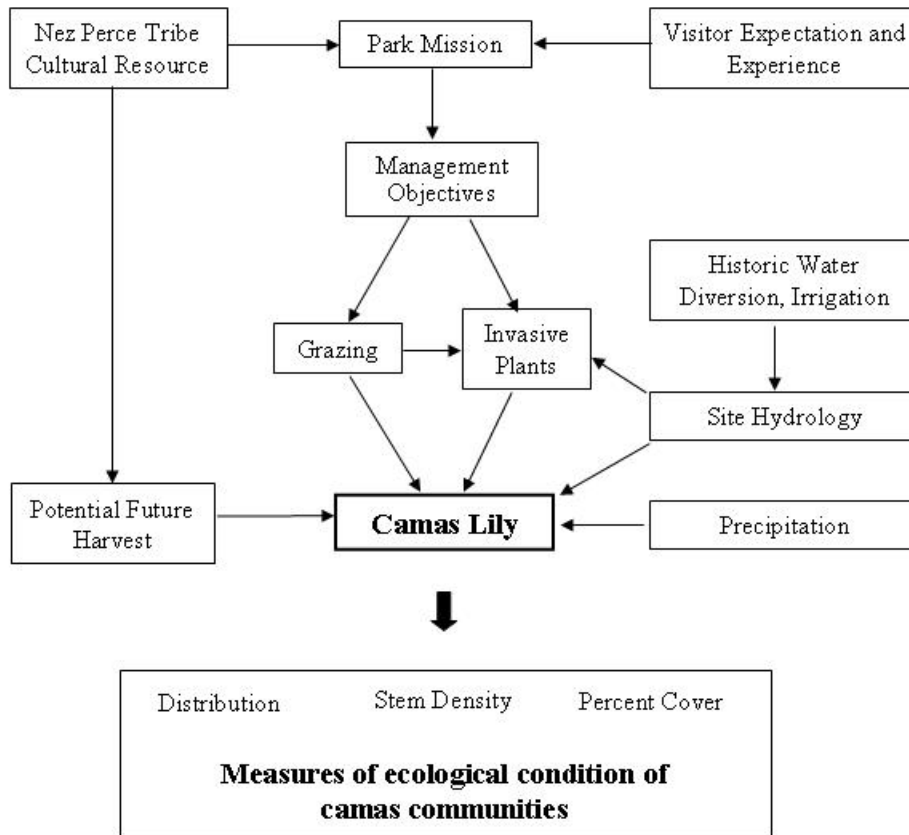 Nez Perce Tribe
Cultural Resource
Park Mission
Visitor Expectation and
Experience
Management
Objectives
Historic Water
Diversion, Irrigation
Grazing
Invasive
Plants
Site Hydrology
Potential Future
Harvest
Camas Lily
Precipitation
Distribution
Stem Density
Percent Cover
Measures of ecological condition of
camas communities